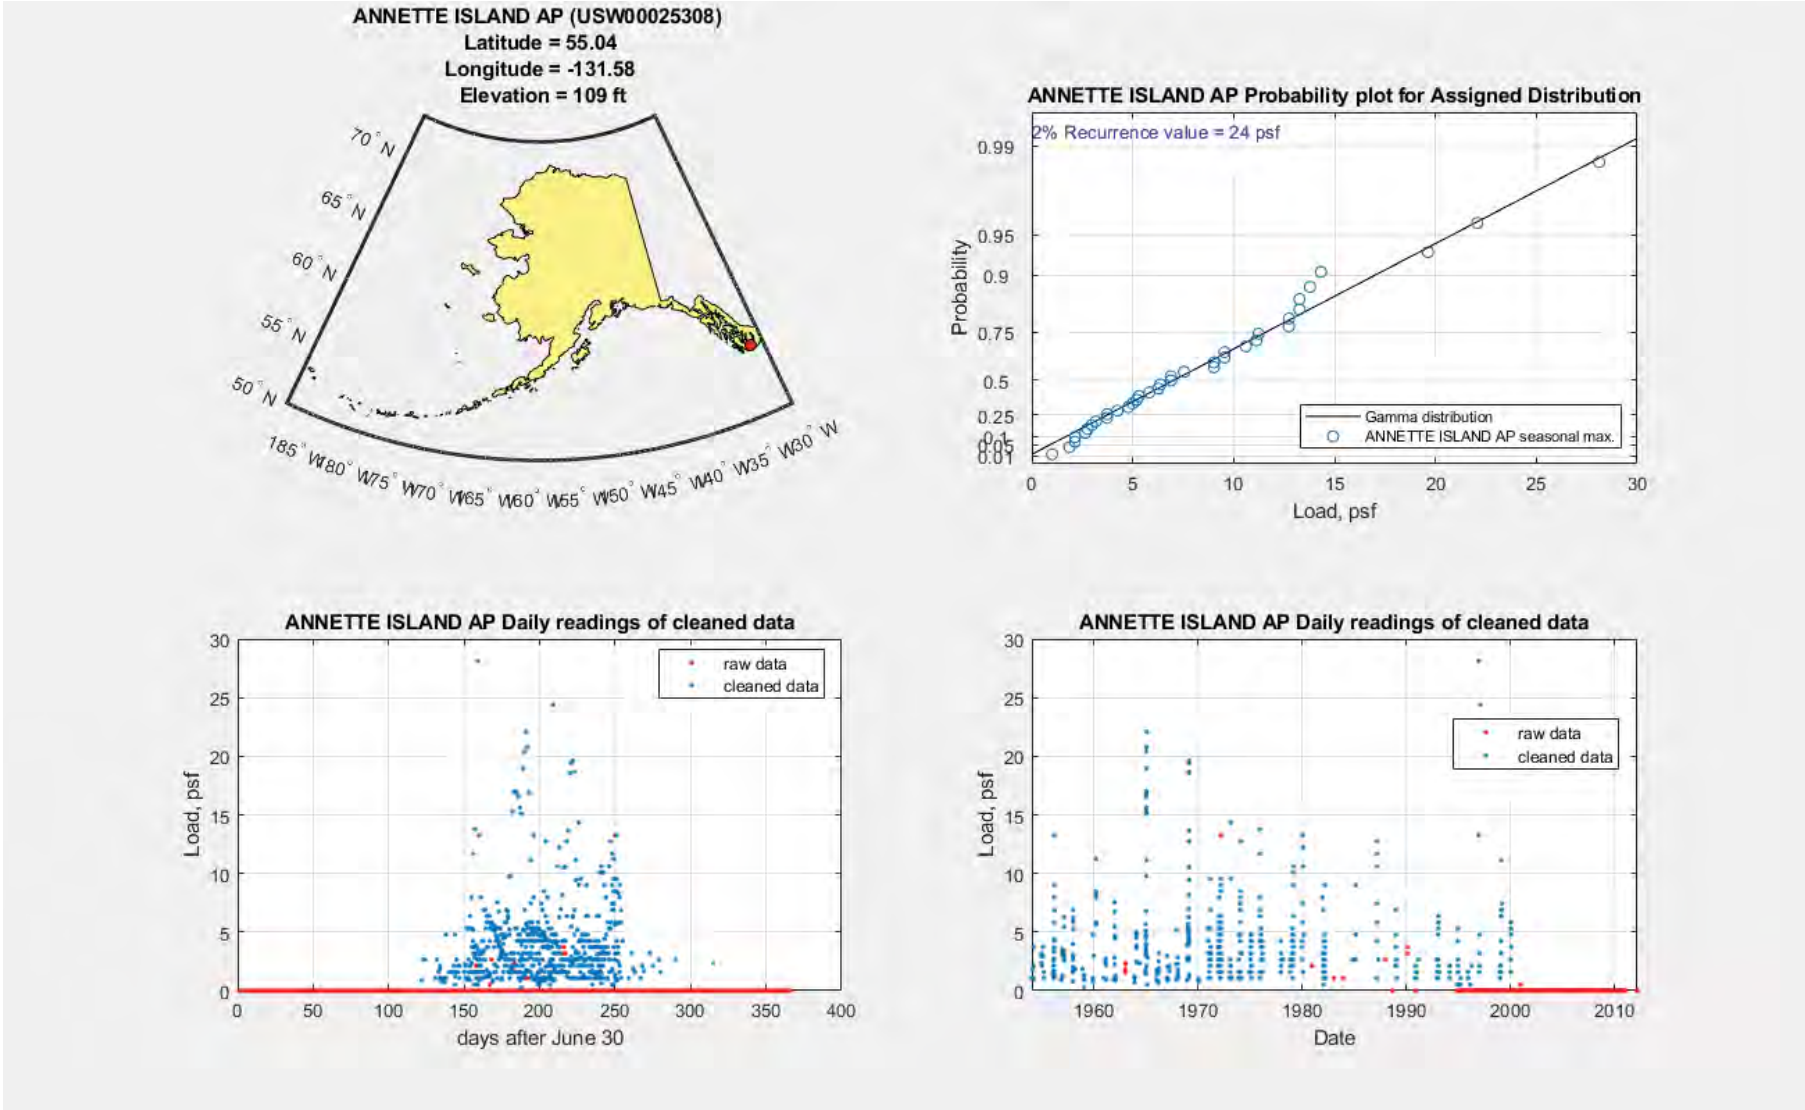 ANNETTE ISLAND AP (USW00025308)
Latitude = 55.04
Longitude = -131.58
Elevation = 109 ft
70° N
65° N
60° N
55° N
50° N
185° W
180° W
175° W
170° W
165° W
160° W
155° W
150° W
145° W
140° W
135° W
130° W
ANNETTE ISLAND AP Probability plot for Assigned Distribution
2% Recurrence value = 24 psf
Probability
0.99
0.95
0.9
0.75
0.5
0.25
0.1
0.05
0.01
Gamma distribution
ANNETTE ISLAND AP seasonal max.
0 5 10 15 20 25 30
Load, psf
ANNETTE ISLAND AP Daily readings of cleaned data
Load, psf
30
25
20
15
10
5
0
raw data
cleaned data
0 50 100 150 200 250 300 350 400
days after June 30
ANNETTE ISLAND AP Daily readings of cleaned data
Load, psf
30
25
20
15
10
5
0
raw data
cleaned data
1960 1970 1980 1990 2000 2010
Date